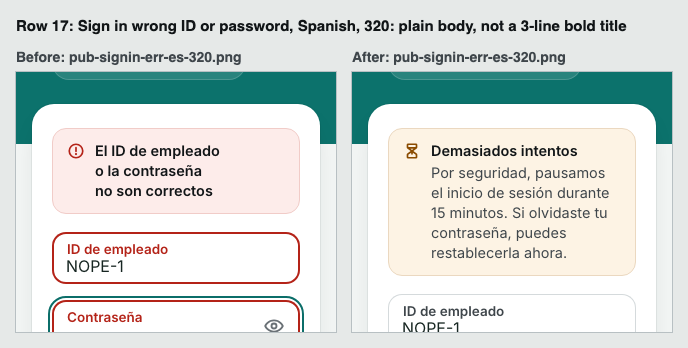 Row 17: Sign in wrong ID or password, Spanish, 320: plain body, not a 3-line bold title
Before: pub-signin-err-es-320.png
El ID de empleado
o la contraseña
no son correctos
ID de empleado
NOPE-1
Contraseña
After: pub-signin-err-es-320.png
Demasiados intentos
Por seguridad, pausamos
el inicio de sesión durante
15 minutos. Si olvidaste tu
contraseña, puedes
restablecerla ahora.
ID de empleado
NOPE-1